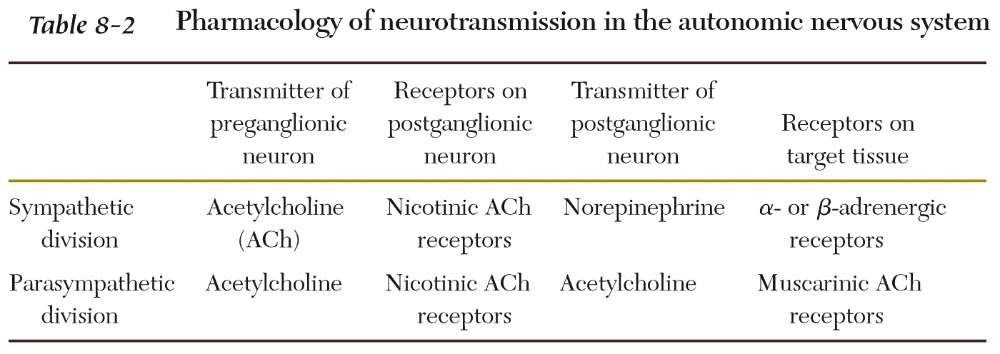 Table 8-2 Pharmacology of neurotransmission in the autonomic nervous system
Transmitter of Receptors on Transmitter of
preganglionic postganglionic postganglionic Receptors on
neuron neuron neuron target tissue
Sympathetic Acetylcholine Nicotinic ACh Norepinephrine α- or β-adrenergic
division (ACh) receptors receptors
Parasympathetic Acetylcholine Nicotinic ACh Acetylcholine Muscarinic ACh
division receptors receptors